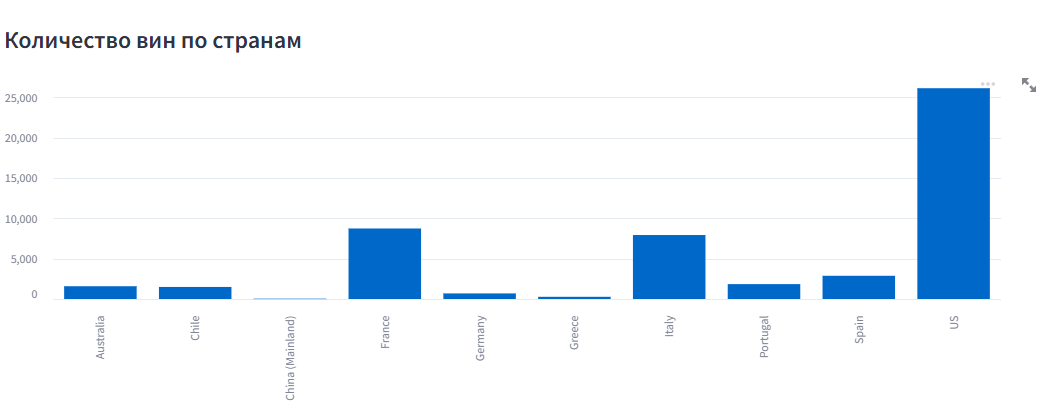 Количество вин по странам
25,000
20,000
15,000
10,000
5,000
0
Australia
Chile
China (Mainland)
France
Germany
Greece
Italy
Portugal
Spain
US